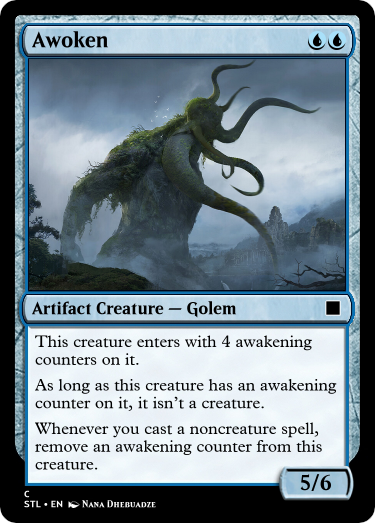 Awoken
Artifact Creature — Golem
This creature enters with 4 awakening
counters on it.
As long as this creature has an awakening
counter on it, it isn't a creature.
Whenever you cast a noncreature spell,
remove an awakening counter from this
creature.
5/6
C
STL • EN Nana Dhebuadze